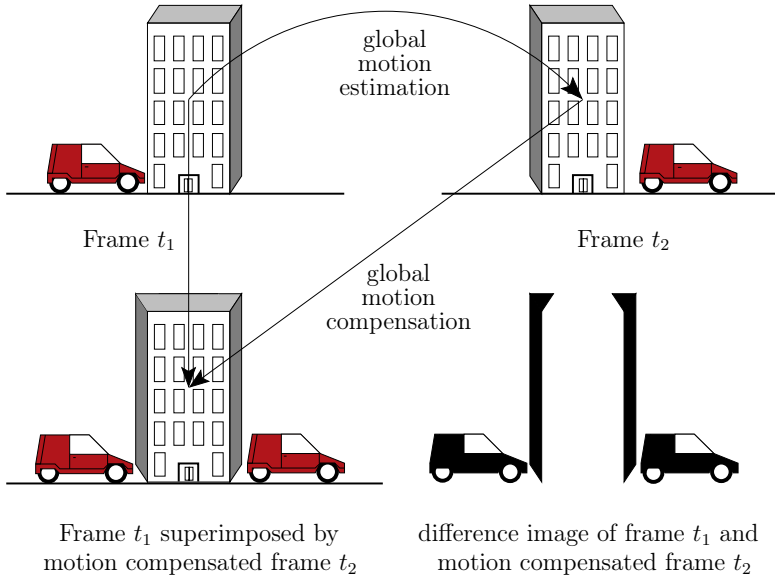 global
motion
estimation
Frame t₁
Frame t₂
global
motion
compensation
Frame t₁ superimposed by
motion compensated frame t₂
difference image of frame t₁ and
motion compensated frame t₂